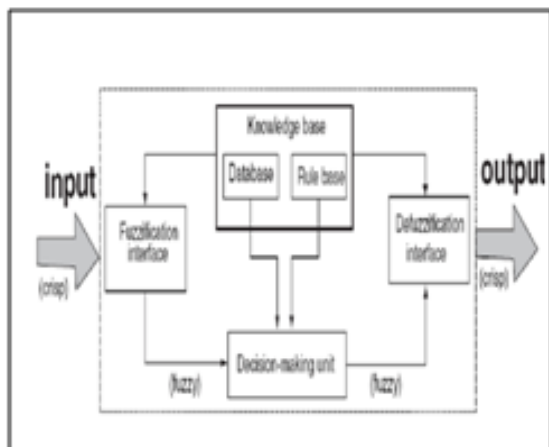 Knowledge base
Database
Rule base
input
output
Fuzzification
interface
Defuzzification
interface
(crisp)
(crisp)
Decision-making unit
(fuzzy)
(fuzzy)